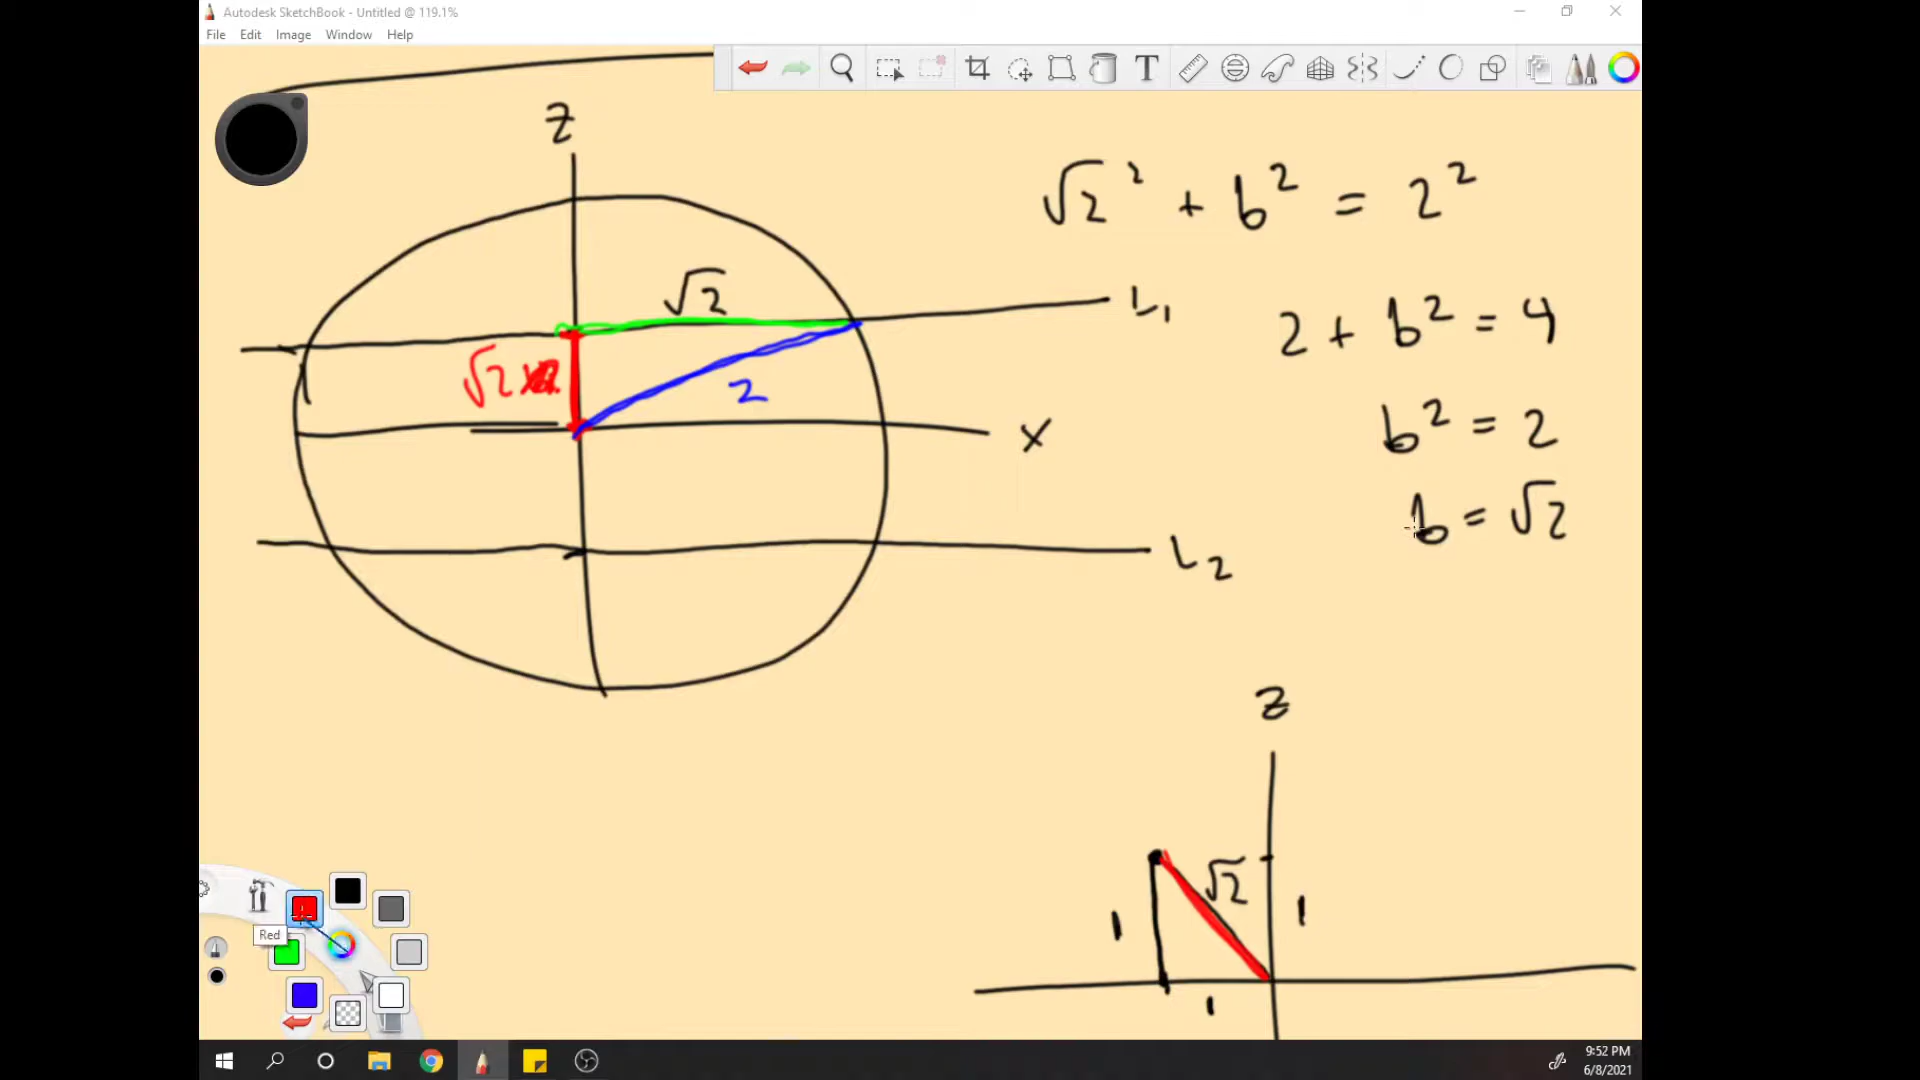 Autodesk SketchBook - Untitled @ 119.1%
File Edit Image Window Help
Z
√2² + b² = 2²
√2
L₁
2 + b² = 4
√2
2
X
b² = 2
b = √2
L₂
Z
√2
1
1
1
Red
9:52 PM
6/8/2021